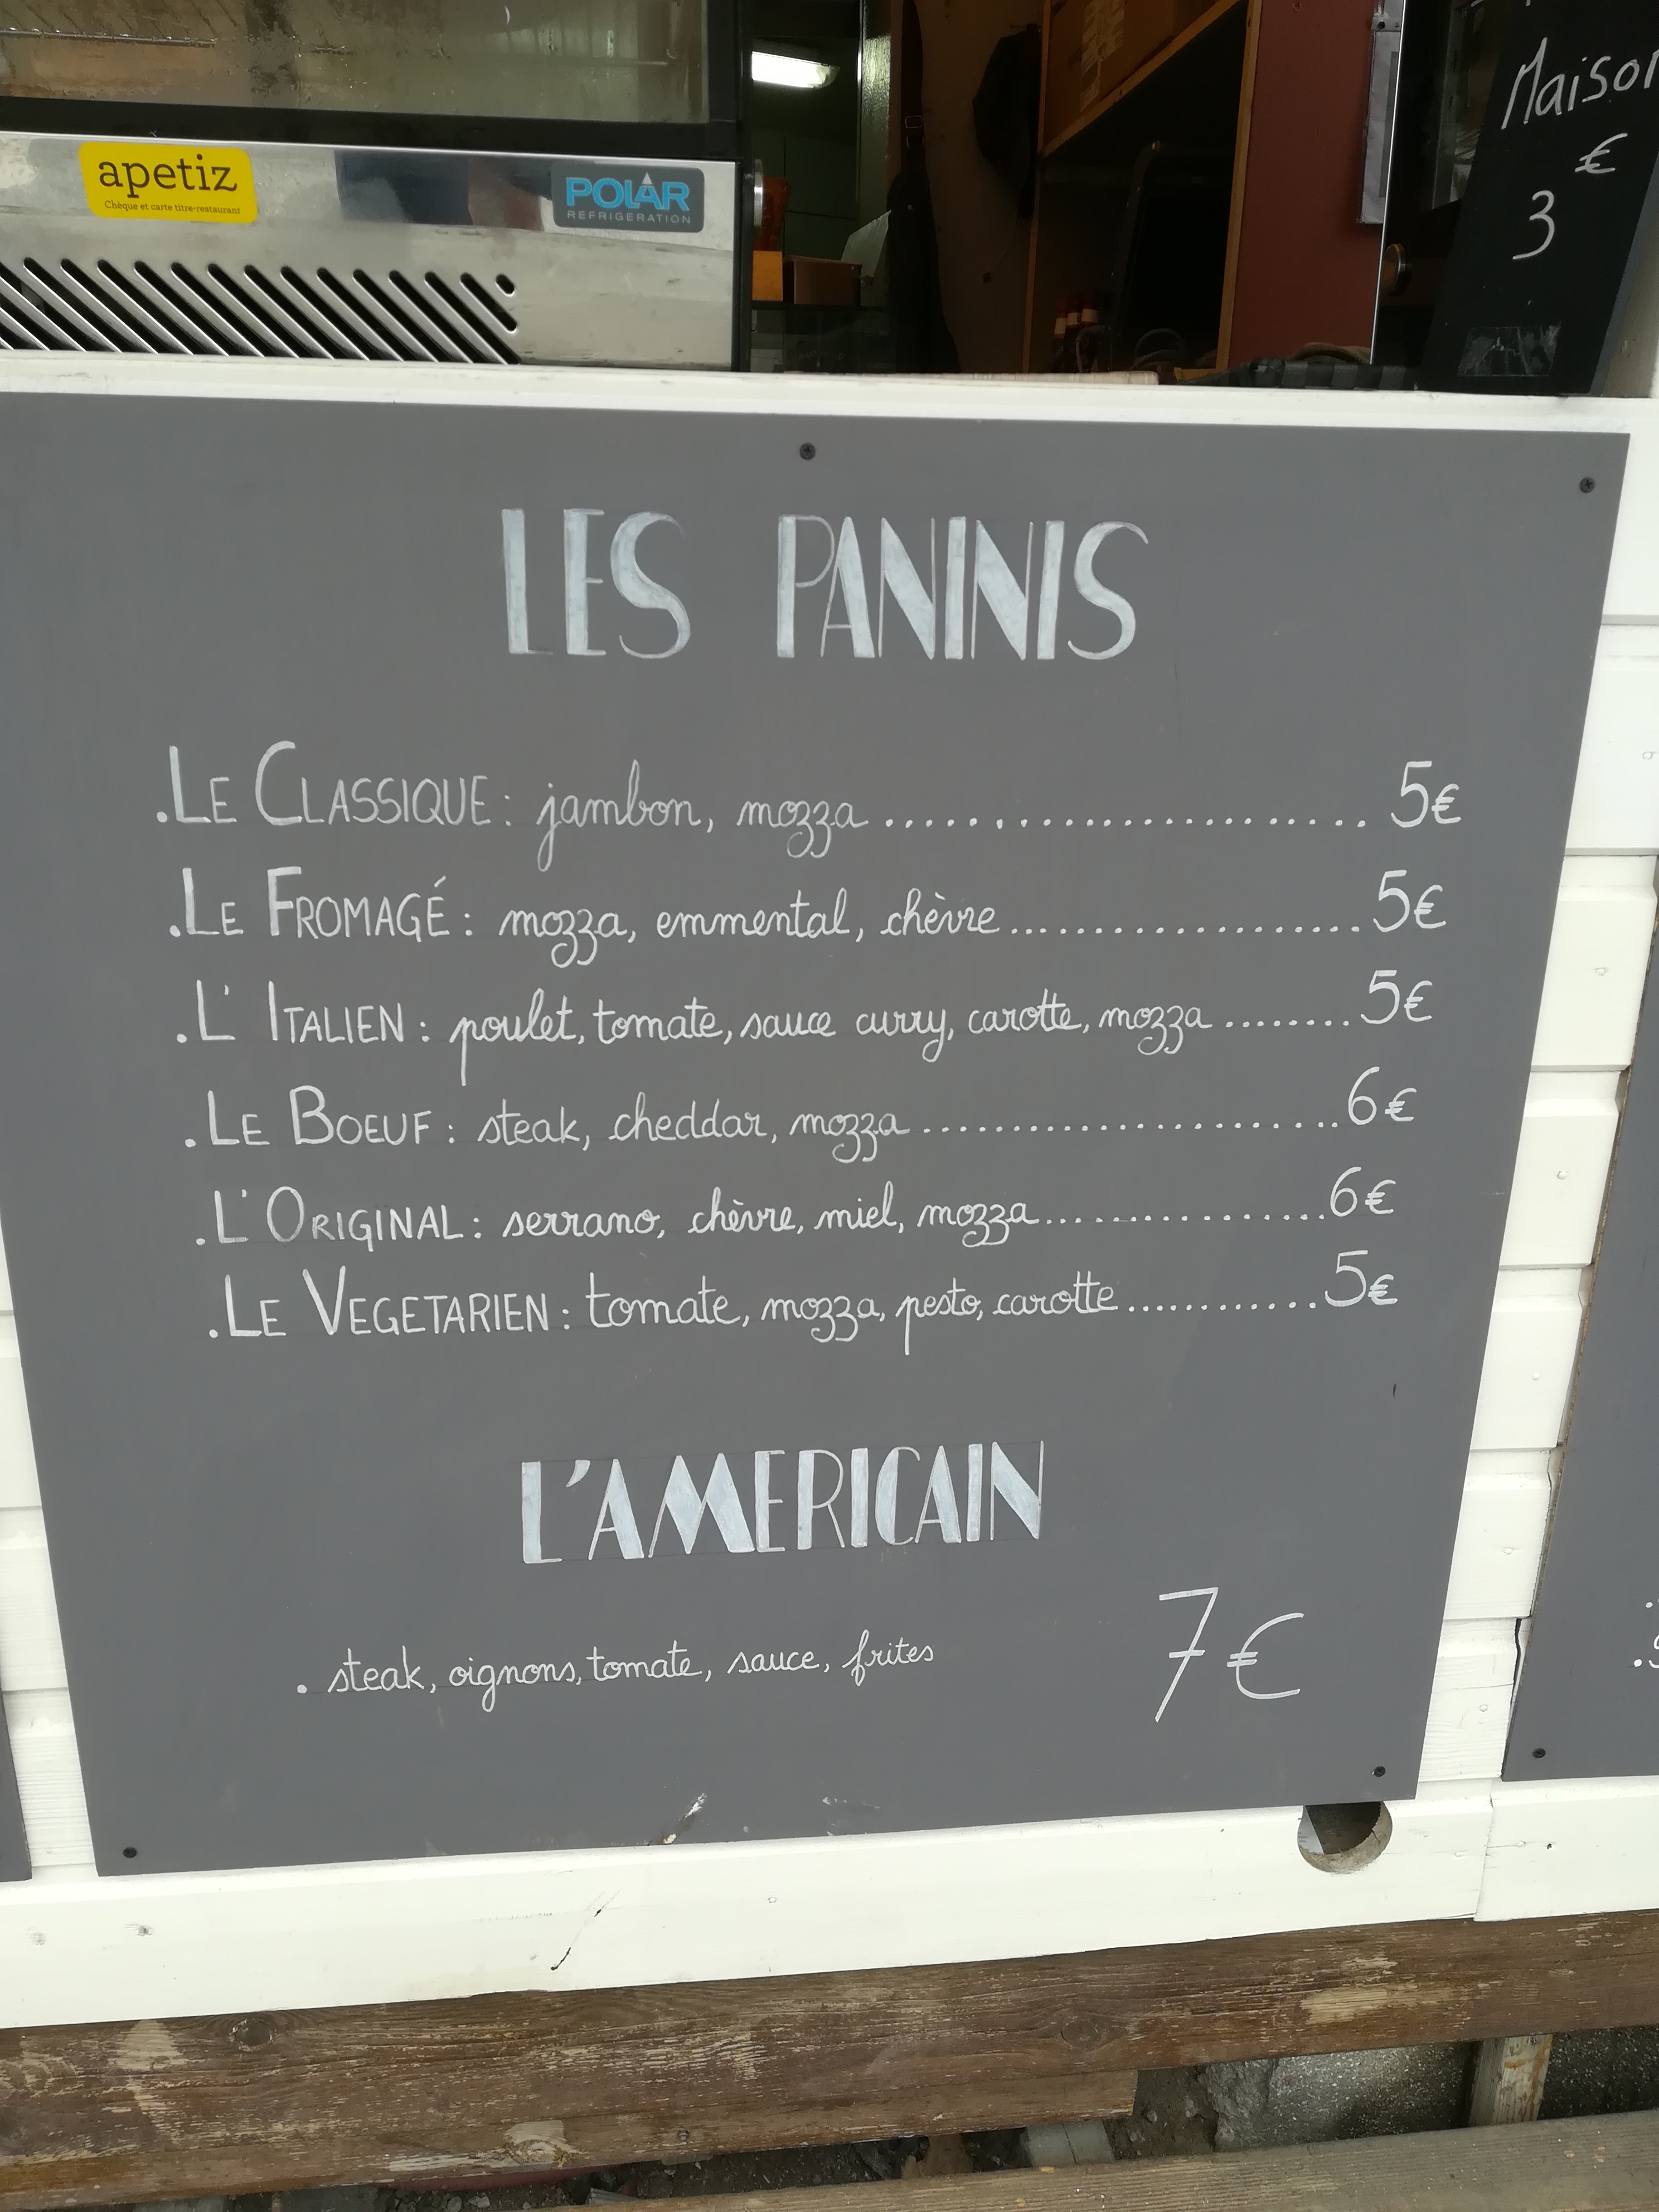 apetiz
Chèque et carte titre-restaurant
POLAR
REFRIGERATION
€
3
LES PANINIS
.LE CLASSIQUE : jambon, mozza ........................ 5€
.LE FROMAGÉ : mozza, emmental, chèvre.................... 5€
.L' ITALIEN : poulet, tomate, sauce curry, carotte, mozza ........ 5€
.LE BOEUF : steak, cheddar, mozza ........................ 6€
.L'ORIGINAL : serrano, chèvre, miel, mozza.................. 6€
.LE VEGETARIEN : tomate, mozza, pesto, carotte............ 5€
L'AMERICAIN
. steak, oignons, tomate, sauce, frites 7€